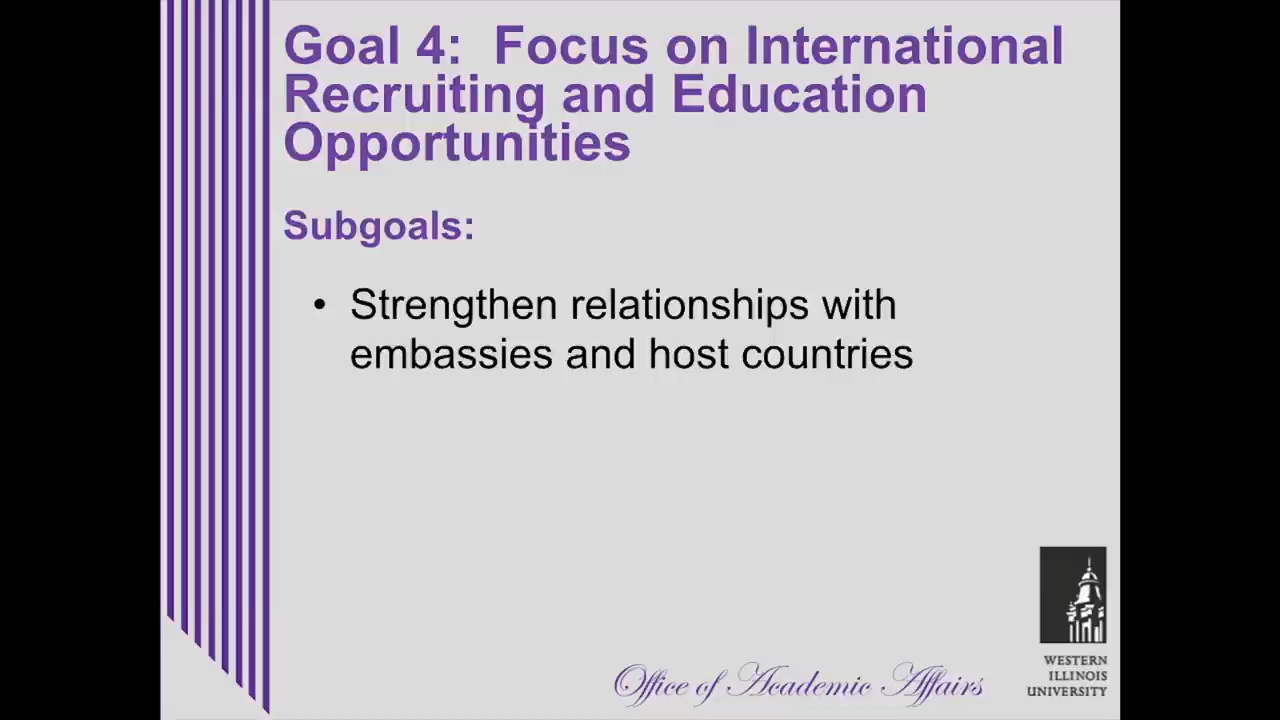 Goal 4:  Focus on International
Recruiting and Education
Opportunities
Subgoals:
• Strengthen relationships with
embassies and host countries
Office of Academic Affairs
WESTERN
ILLINOIS
UNIVERSITY